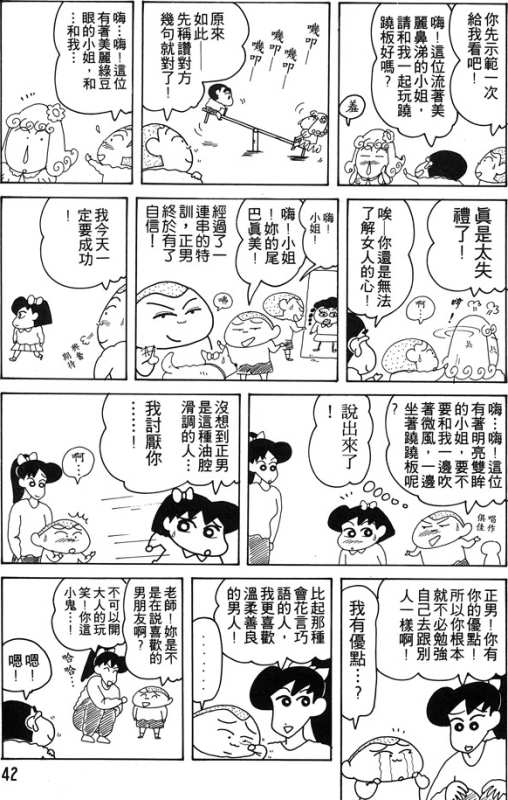 你先示範一次
給我看吧！
嗨！這位流著美
麗鼻涕的小姐，
請和我一起玩蹺
蹺板好嗎？
羞
嘰叩
嘰叩
嘰叩
嘰叩
原來
如此——
先稱讚對方
幾句就對了！
嗨…嗨！這位
有著美麗綠豆
眼的小姐，和
…和我…
真是太失
禮了！
哼！
啊…
唉—你還是無法
了解女人的心！
嗨！
小姐！
嗨！小姐
！妳的尾
巴真美！
嗚
經過了一
連串的特
訓，正男
終於有了
自信！
我今天一
定要成功
！
嗨…嗨！這位
有著明亮雙眸
的小姐，要不
要和我一邊吹
著微風，一邊
坐著蹺蹺板呢
？
唱作
俱佳
說出來了
！
沒想到正男
是這種油腔
滑調的人…
我討厭你
………！
啊…
正男！你有
你的優點！
所以你根本
就不必勉強
自己去跟別
人一樣啊！
我有優點…？
比起那種
會花言巧
語的人，
我更喜歡
溫柔善良
的男人！
………
老師！妳是不
是在説喜歡的
男朋友啊？
不可以開
大人的玩
笑！你這
小鬼…！
哈哈…
嗯！
嗯！
42